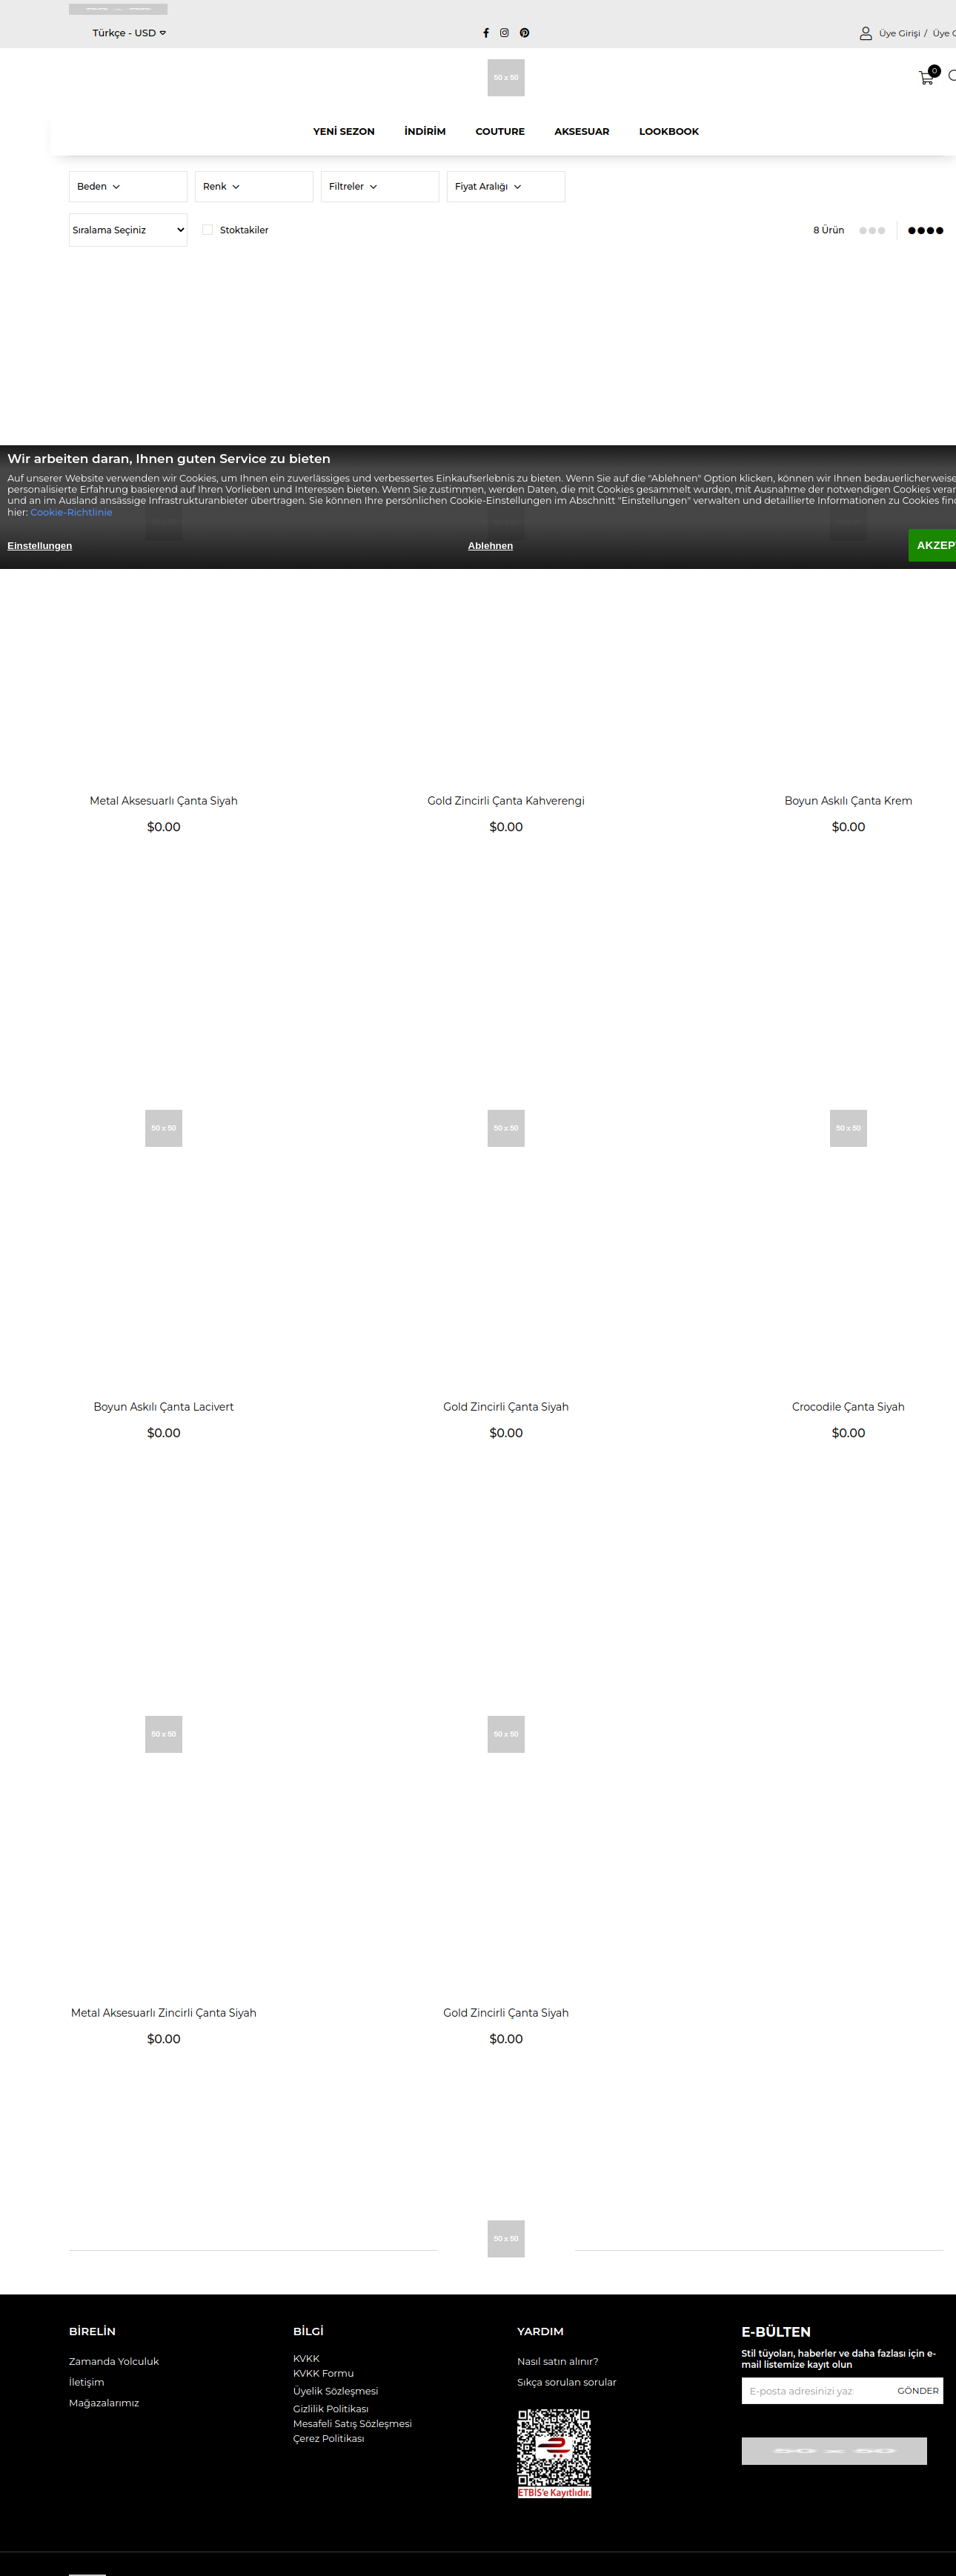 Türkçe - USD
Üye Girişi /
Üye
50 x 50
0
YENİ SEZON
İNDİRİM
COUTURE
AKSESUAR
LOOKBOOK
Beden
Renk
Filtreler
Fiyat Aralığı
Sıralama Seçiniz
Stoktakiler
8 Ürün
Wir arbeiten daran, Ihnen guten Service zu bieten
Auf unserer Website verwenden wir Cookies, um Ihnen ein zuverlässiges und verbessertes Einkaufserlebnis zu bieten. Wenn Sie auf die "Ablehnen" Option klicken, können wir Ihnen bedauerlicherweise
personalisierte Erfahrung basierend auf Ihren Vorlieben und Interessen bieten. Wenn Sie zustimmen, werden Daten, die mit Cookies gesammelt wurden, mit Ausnahme der notwendigen Cookies
und an im Ausland ansässige Infrastrukturanbieter übertragen. Sie können Ihre persönlichen Cookie-Einstellungen im Abschnitt "Einstellungen" verwalten und detaillierte Informationen zu Cookies
hier: Cookie-Richtlinie
Einstellungen
Ablehnen
AKZEP
Metal Aksesuarlı Çanta Siyah
$0.00
Gold Zincirli Çanta Kahverengi
$0.00
Boyun Askılı Çanta Krem
$0.00
50 x 50
50 x 50
50 x 50
Boyun Askılı Çanta Lacivert
$0.00
Gold Zincirli Çanta Siyah
$0.00
Crocodile Çanta Siyah
$0.00
50 x 50
50 x 50
Metal Aksesuarlı Zincirli Çanta Siyah
$0.00
Gold Zincirli Çanta Siyah
$0.00
50 x 50
BİRELİN
Zamanda Yolculuk
İletişim
Mağazalarımız
BİLGİ
KVKK
KVKK Formu
Üyelik Sözleşmesi
Gizlilik Politikası
Mesafeli Satış Sözleşmesi
Çerez Politikası
YARDIM
Nasıl satın alınır?
Sıkça sorulan sorular
ETBİS'e Kayıtlıdır.
E-BÜLTEN
Stil tüyoları, haberler ve daha fazlası için e-
mail listemize kayıt olun
E-posta adresinizi yaz
GÖNDER
50 x 50